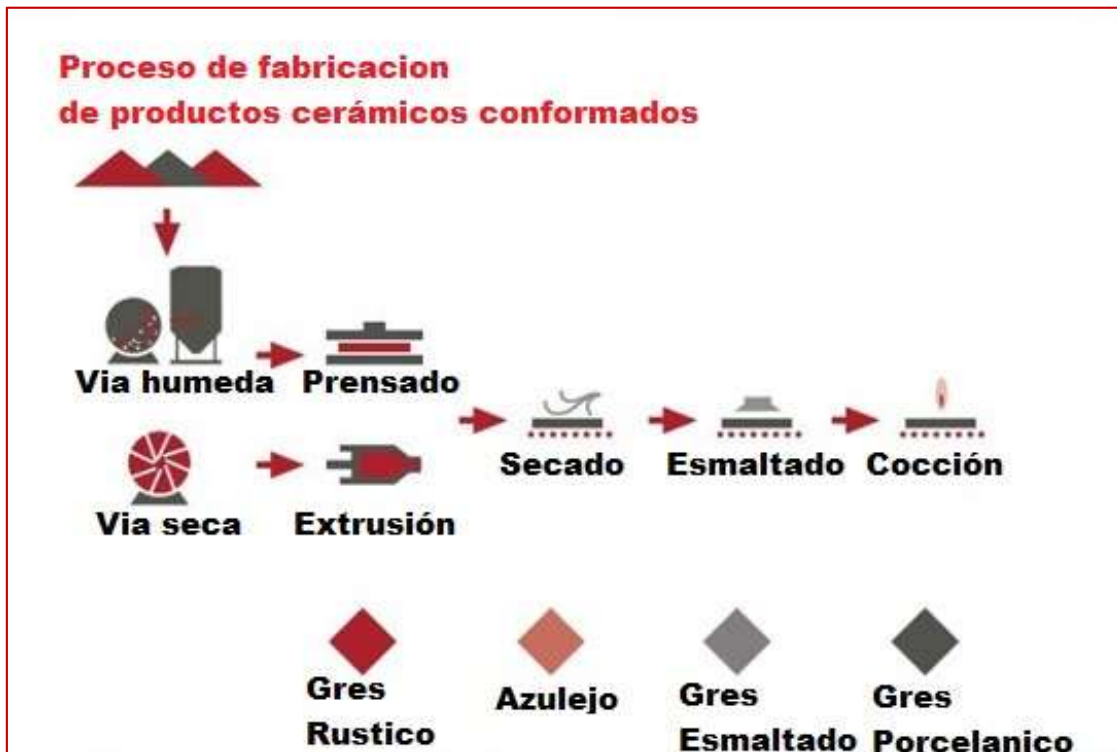 Proceso de fabricacion
de productos cerámicos conformados
Via humeda
Prensado
Secado
Esmaltado
Cocción
Via seca
Extrusión
Gres
Rustico
Azulejo
Gres
Esmaltado
Gres
Porcelanico